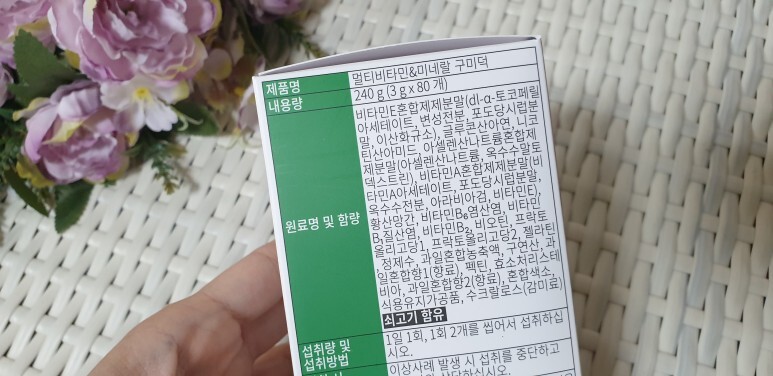 제품명 멀티비타민&미네랄 구미덕
내용량 240 g (3 g x 80 개)
원료명 및 함량
비타민E혼합제제분말(dl-α-토코페릴
아세테이트, 변성전분, 포도당시럽분
말, 이산화규소), 글루콘산아연, 니코
틴산아미드, 아셀렌산나트륨혼합제
제분말(아셀렌산나트륨, 옥수수말토
덱스트린), 비타민A혼합제제분말(비
타민A아세테이트, 포도당시럽분말,
옥수수전분, 아라비아검, 비타민E),
황산망간, 비타민B₆염산염, 비타민
B₁질산염, 비타민B₂, 비오틴 프락토
올리고당1, 프락토올리고당2, 젤라틴
, 정제수, 과일혼합농축액, 구연산, 과
일혼합향1(향료), 펙틴, 효소처리스테
비아, 과일혼합향2(향료), 혼합색소,
식용유지가공품, 수크랄로스(감미료)
쇠고기 함유
섭취량 및
섭취방법
1일 1회, 1회 2개를 씹어서 섭취하십
시오.
이상사례 발생 시 섭취를 중단하고